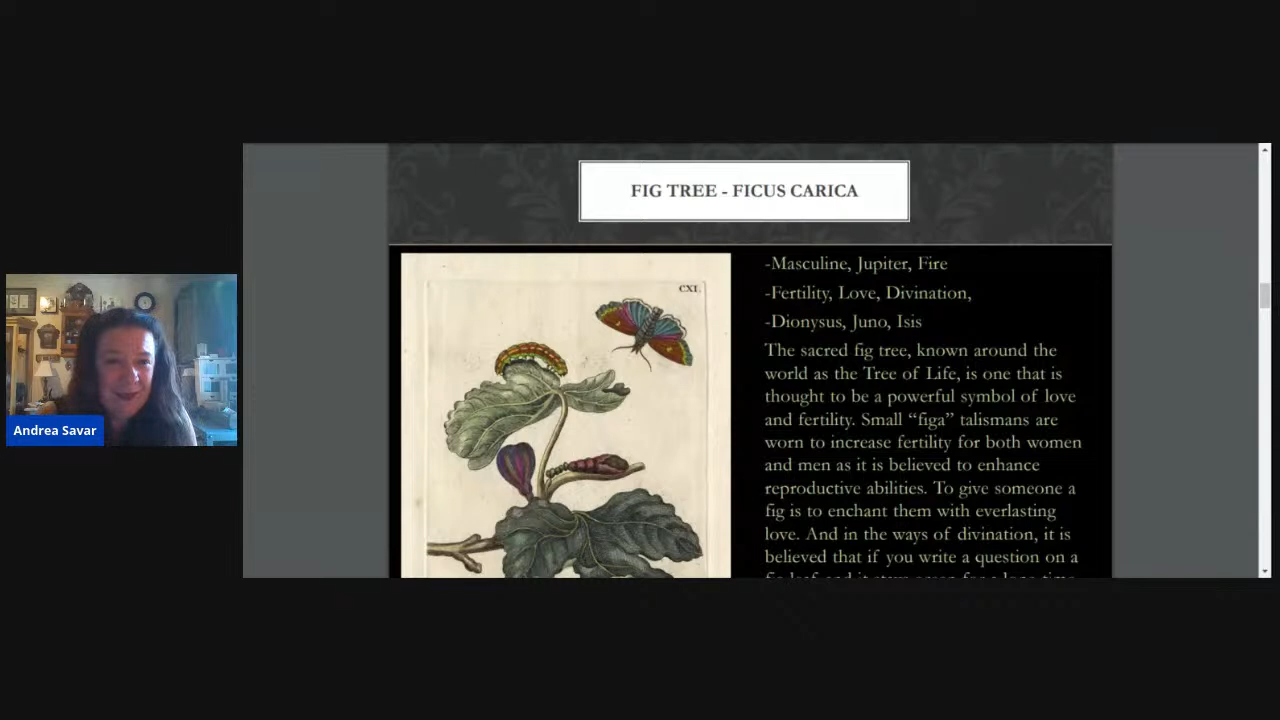 FIG TREE - FICUS CARICA
CXI.
-Masculine, Jupiter, Fire
-Fertility, Love, Divination,
-Dionysus, Juno, Isis
The sacred fig tree, known around the
world as the Tree of Life, is one that is
thought to be a powerful symbol of love
and fertility. Small “figa” talismans are
worn to increase fertility for both women
and men as it is believed to enhance
reproductive abilities. To give someone a
fig is to enchant them with everlasting
love. And in the ways of divination, it is
believed that if you write a question on a
Andrea Savar